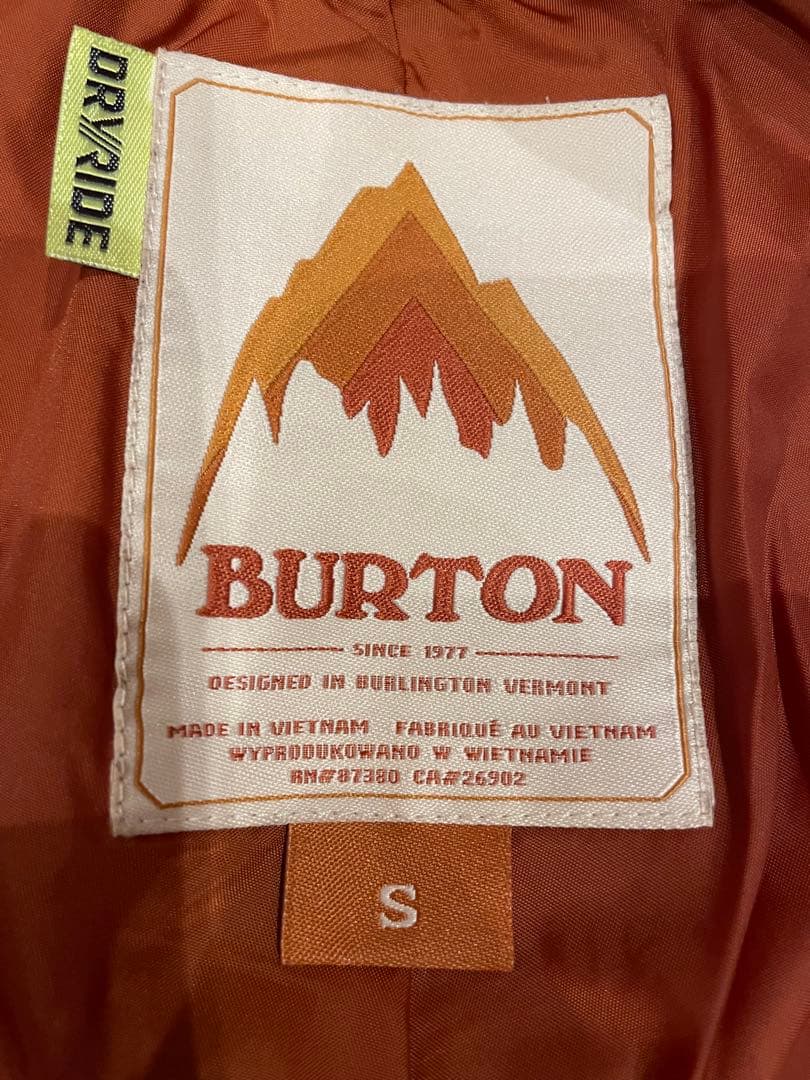 DRY//RIDE
BURTON
SINCE 1977
DESIGNED IN BURLINGTON VERMONT
MADE IN VIETNAM FABRIQUÉ AU VIETNAM
WYPRODUKOWANO W WIETNAMIE
RN#87380 CA#26902
S